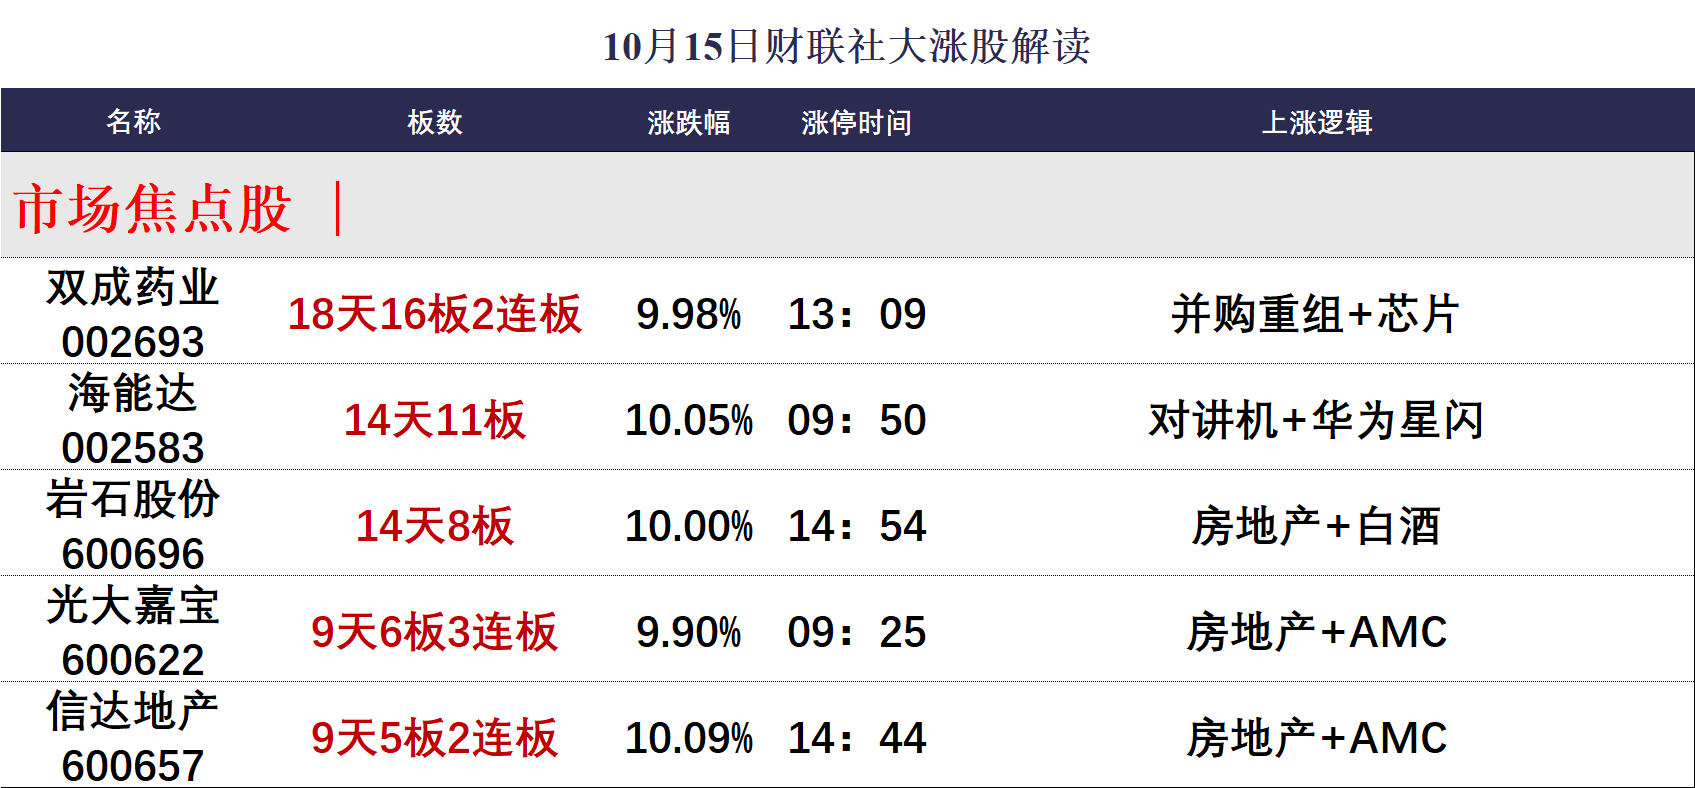 10月15日财联社大涨股解读
名称 板数 涨跌幅 涨停时间 上涨逻辑
市场焦点股 ｜
双成药业
002693 18天16板2连板 9.98% 13：09 并购重组+芯片
海能达
002583 14天11板 10.05% 09：50 对讲机+华为星闪
岩石股份
600696 14天8板 10.00% 14：54 房地产+白酒
光大嘉宝
600622 9天6板3连板 9.90% 09：25 房地产+AMC
信达地产
600657 9天5板2连板 10.09% 14：44 房地产+AMC